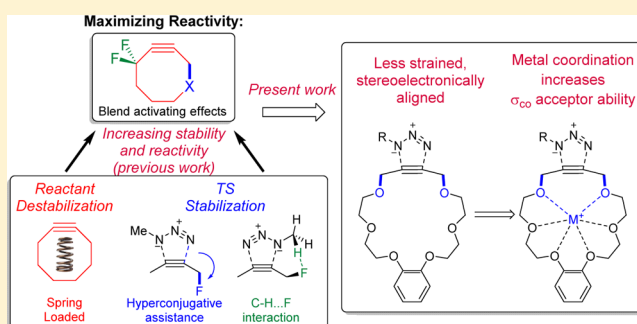 Maximizing Reactivity:
F
F
X
Blend activating effects
Increasing stability
and reactivity
(previous work)
Present work
Reactant
Destabilization
Spring
Loaded
TS
Stabilization
Me
N
+
N
N
−
F
Hyperconjugative
assistance
N
+
N
N
−
H
H
H
F
C-H...F
interaction
Less strained,
stereoelectronically
aligned
R
N
+
N
N
−
O
O
O
O
O
O
Metal coordination
increases
σCO acceptor ability
R
N
+
N
N
−
O
O
O
O
M+
O
O